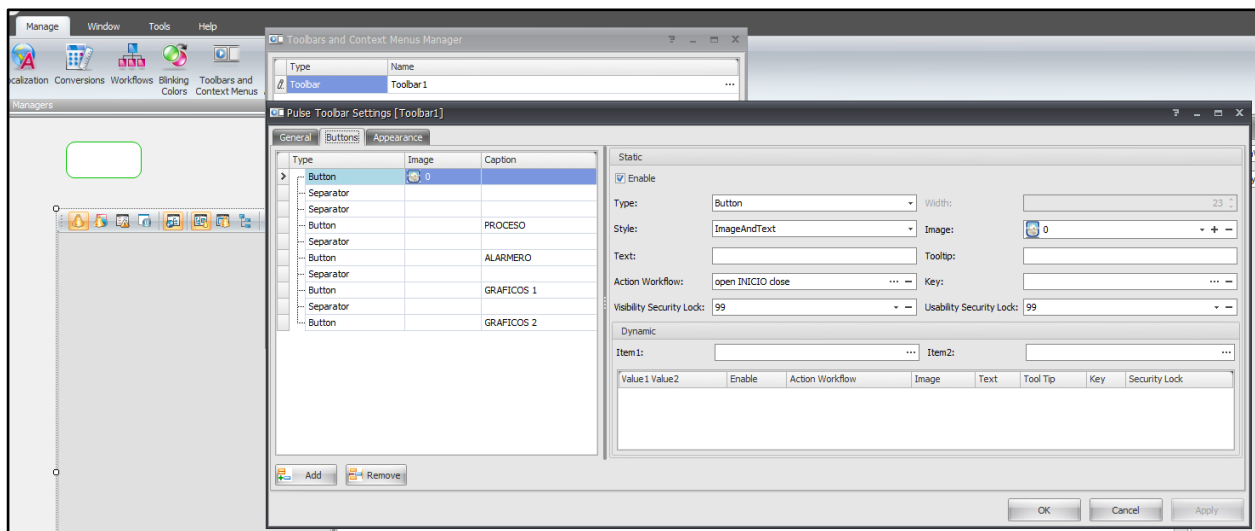 Manage Window Tools Help
Localization Conversions Workflows Blinking Colors Toolbars and Context Menus
Managers
Toolbars and Context Menus Manager
Type Name
Toolbar Toolbar1
Pulse Toolbar Settings [Toolbar1]
General Buttons Appearance
Type Image Caption
Button 0
Separator
Separator
Button PROCESO
Separator
Button ALARMERO
Separator
Button GRAFICOS 1
Separator
Button GRAFICOS 2
Static
Enable
Type: Button Width: 23
Style: ImageAndText Image: 0
Text: Tooltip:
Action Workflow: open INICIO close Key:
Visibility Security Lock: 99 Usability Security Lock: 99
Dynamic
Item1: Item2:
Value1 Value2 Enable Action Workflow Image Text Tool Tip Key Security Lock
Add Remove
OK Cancel Apply